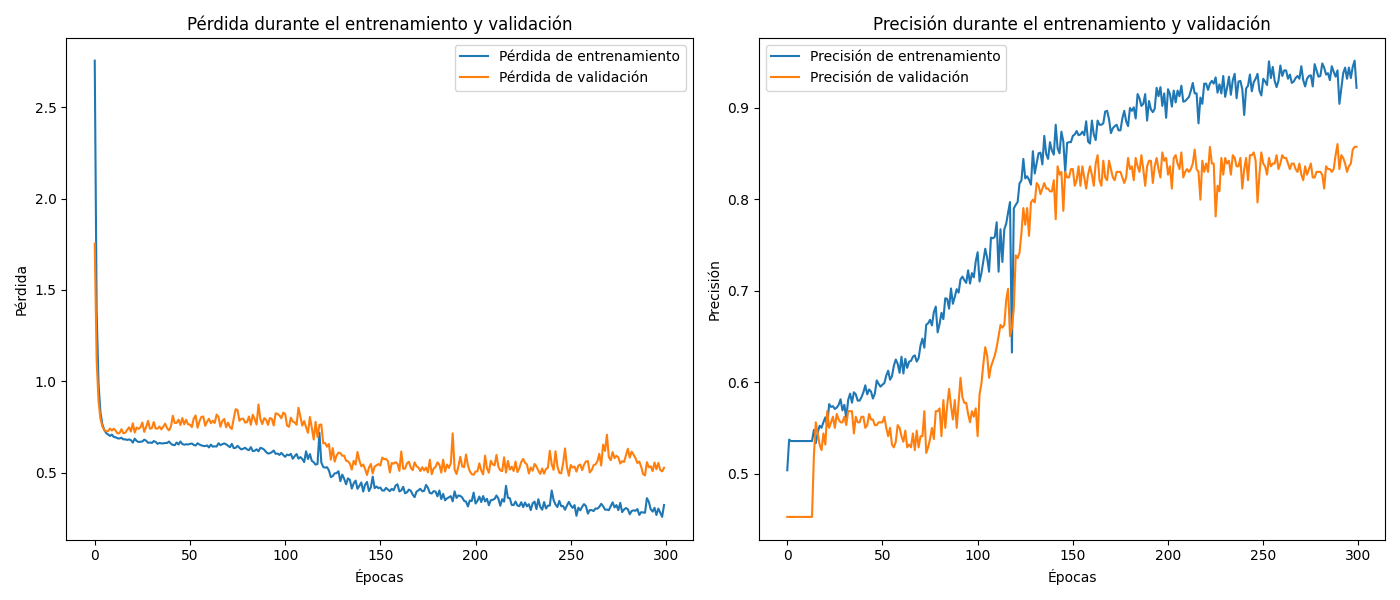 Pérdida durante el entrenamiento y validación
Pérdida de entrenamiento
Pérdida de validación
2.5
2.0
1.5
1.0
0.5
Pérdida
0
50
100
150
200
250
300
Épocas
Precisión durante el entrenamiento y validación
Precisión de entrenamiento
Precisión de validación
0.9
0.8
0.7
0.6
0.5
Precisión
0
50
100
150
200
250
300
Épocas